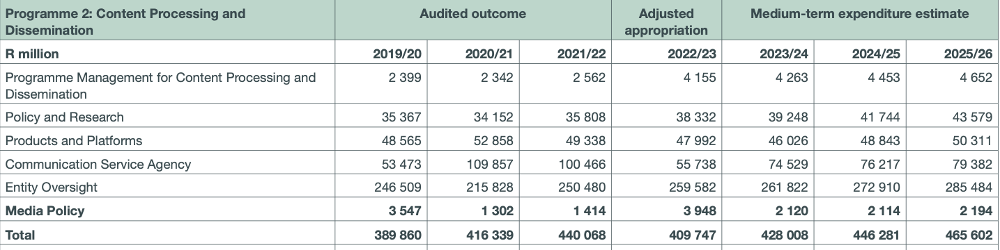 Programme 2: Content Processing and Dissemination Audited outcome Adjusted appropriation Medium-term expenditure estimate
R million 2019/20 2020/21 2021/22 2022/23 2023/24 2024/25 2025/26
Programme Management for Content Processing and Dissemination 2 399 2 342 2 562 4 155 4 263 4 453 4 652
Policy and Research 35 367 34 152 35 808 38 332 39 248 41 744 43 579
Products and Platforms 48 565 52 858 49 338 47 992 46 026 48 843 50 311
Communication Service Agency 53 473 109 857 100 466 55 738 74 529 76 217 79 382
Entity Oversight 246 509 215 828 250 480 259 582 261 822 272 910 285 484
Media Policy 3 547 1 302 1 414 3 948 2 120 2 114 2 194
Total 389 860 416 339 440 068 409 747 428 008 446 281 465 602